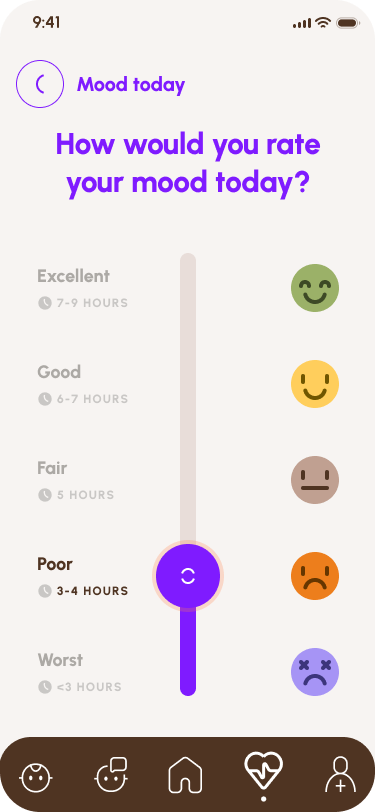 9:41
Mood today
How would you rate
your mood today?
Excellent
7-9 HOURS
Good
6-7 HOURS
Fair
5 HOURS
Poor
3-4 HOURS
Worst
<3 HOURS